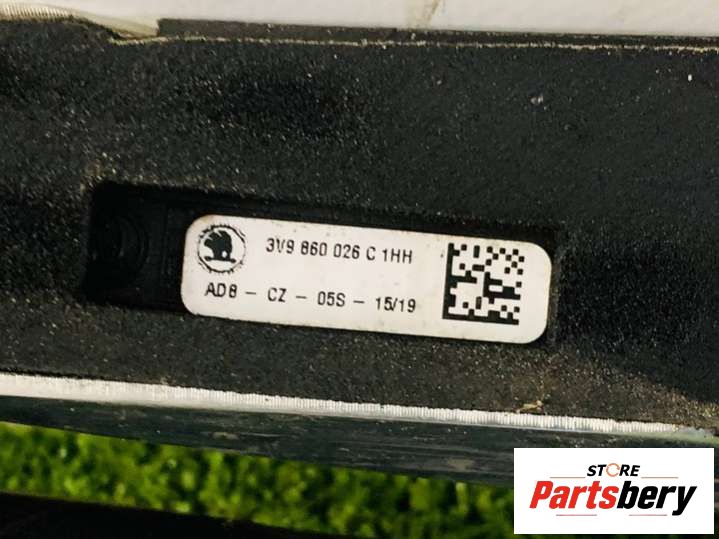 3V9 860 026 C 1HH
AD8 - CZ - 05S - 15/19
STORE
Partsbery